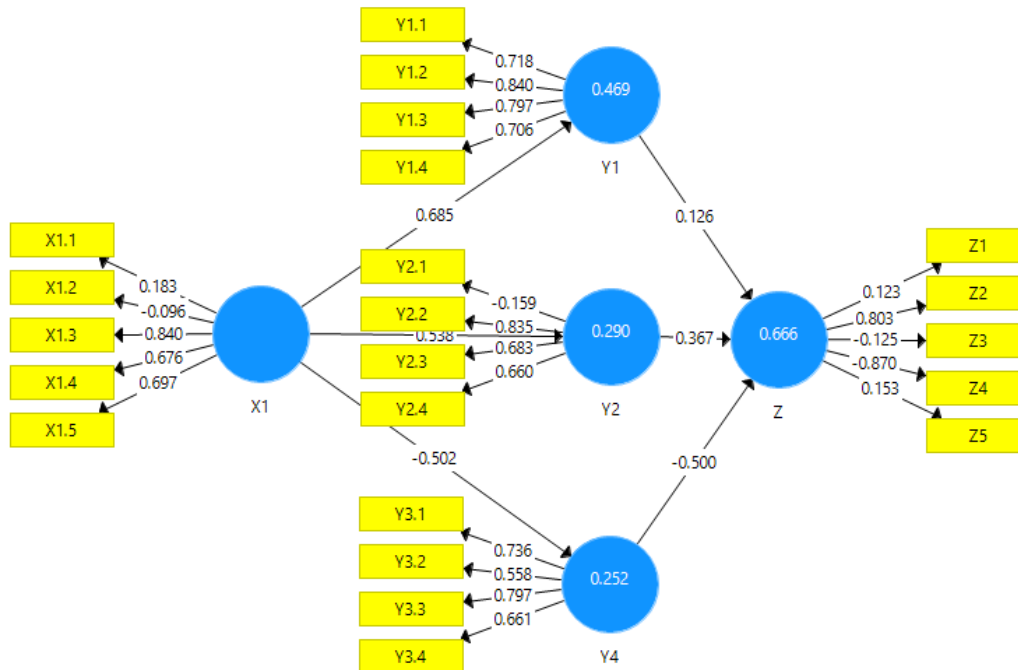 Y1.1
Y1.2
Y1.3
Y1.4
0.718
0.840
0.797
0.706
0.469
Y1
0.685
0.126
X1.1
X1.2
X1.3
X1.4
X1.5
0.183
-0.096
0.840
0.676
0.697
X1
Y2.1
Y2.2
Y2.3
Y2.4
-0.159
0.835
0.538
0.683
0.660
0.290
Y2
0.367
0.666
Z
0.123
0.803
-0.125
-0.870
0.153
Z1
Z2
Z3
Z4
Z5
-0.502
-0.500
Y3.1
Y3.2
Y3.3
Y3.4
0.736
0.558
0.797
0.661
0.252
Y4